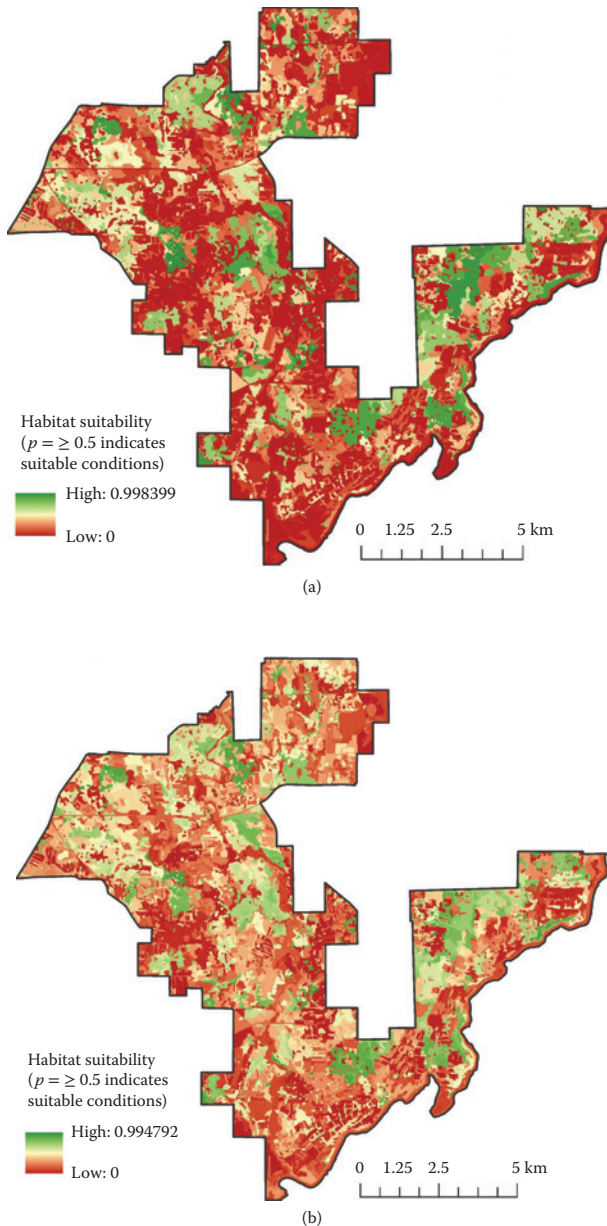 Habitat suitability
(p = ≥ 0.5 indicates
suitable conditions)
High: 0.998399
Low: 0
0 1.25 2.5 5 km
(a)
Habitat suitability
(p = ≥ 0.5 indicates
suitable conditions)
High: 0.994792
Low: 0
0 1.25 2.5 5 km
(b)